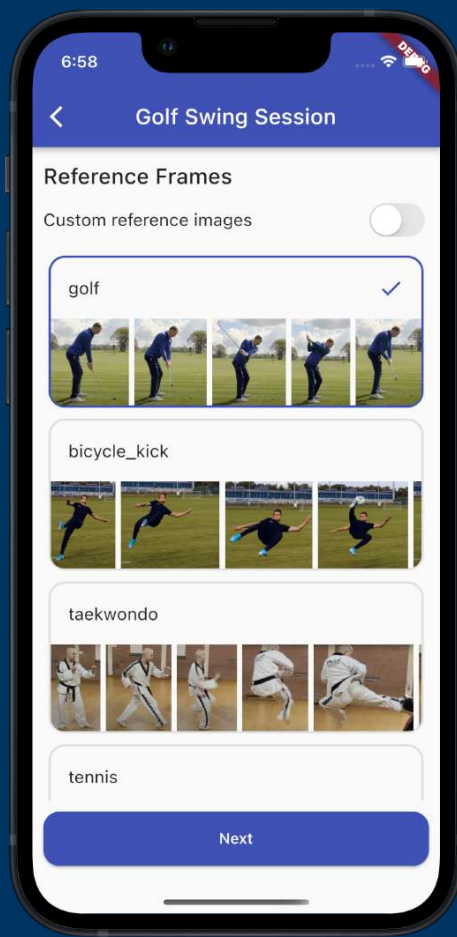 6:58
DEBUG
Golf Swing Session
Reference Frames
Custom reference images
golf
bicycle_kick
taekwondo
tennis
Next